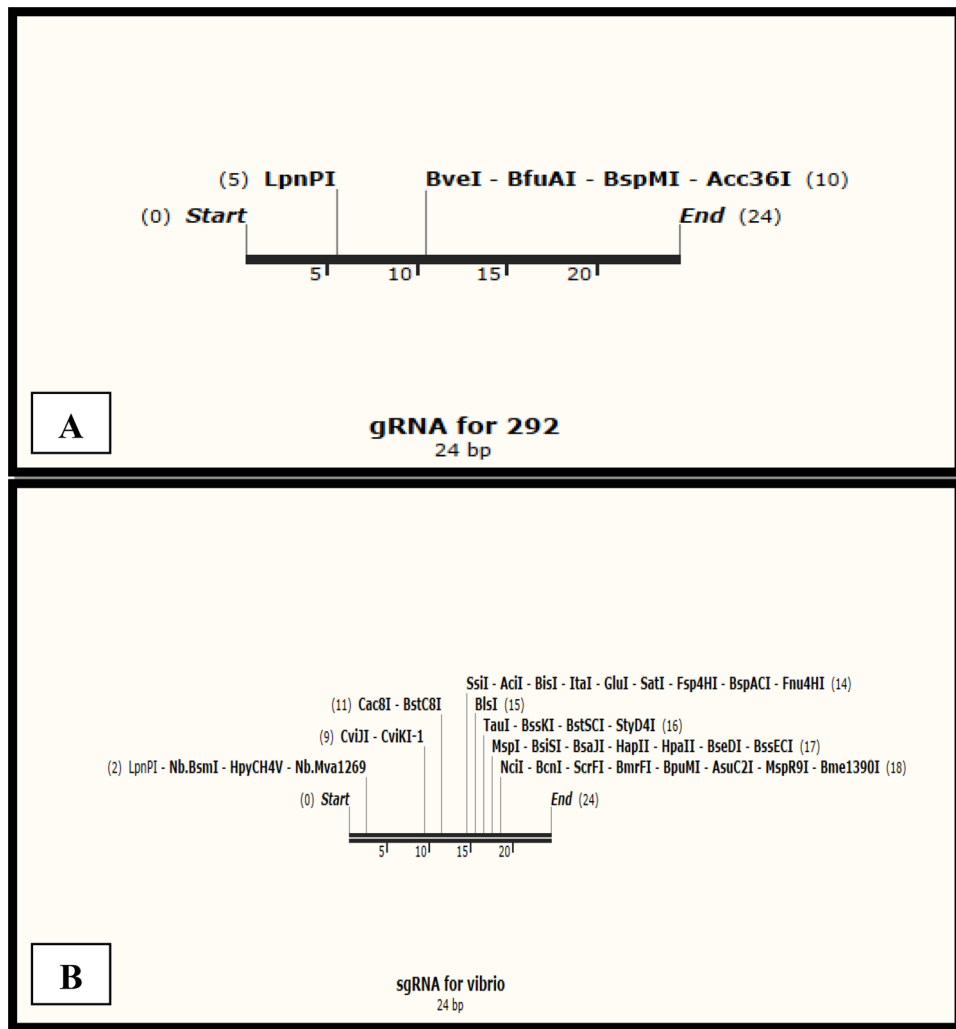 (5) LpnPI BveI - BfuAI - BspMI - Acc36I (10)
(0) Start End (24)
5 10 15 20
A
gRNA for 292
24 bp
SsiI - AciI - BisI - ItaI - GluI - SatI - Fsp4HI - BspACI - Fnu4HI (14)
(11) Cac8I - BstC8I BlsI (15)
TauI - BssKI - BstSCI - StyD4I (16)
(9) CviJI - CviKI-1
MspI - BsiSI - BsaJI - HapII - HpaII - BseDI - BssECI (17)
(2) LpnPI - Nb.BsmI - HpyCH4V - Nb.Mva1269 NciI - BcnI - ScrFI - BmrFI - BpuMI - AsuC2I - MspR9I - Bme1390I (18)
(0) Start End (24)
5 10 15 20
B
sgRNA for vibrio
24 bp